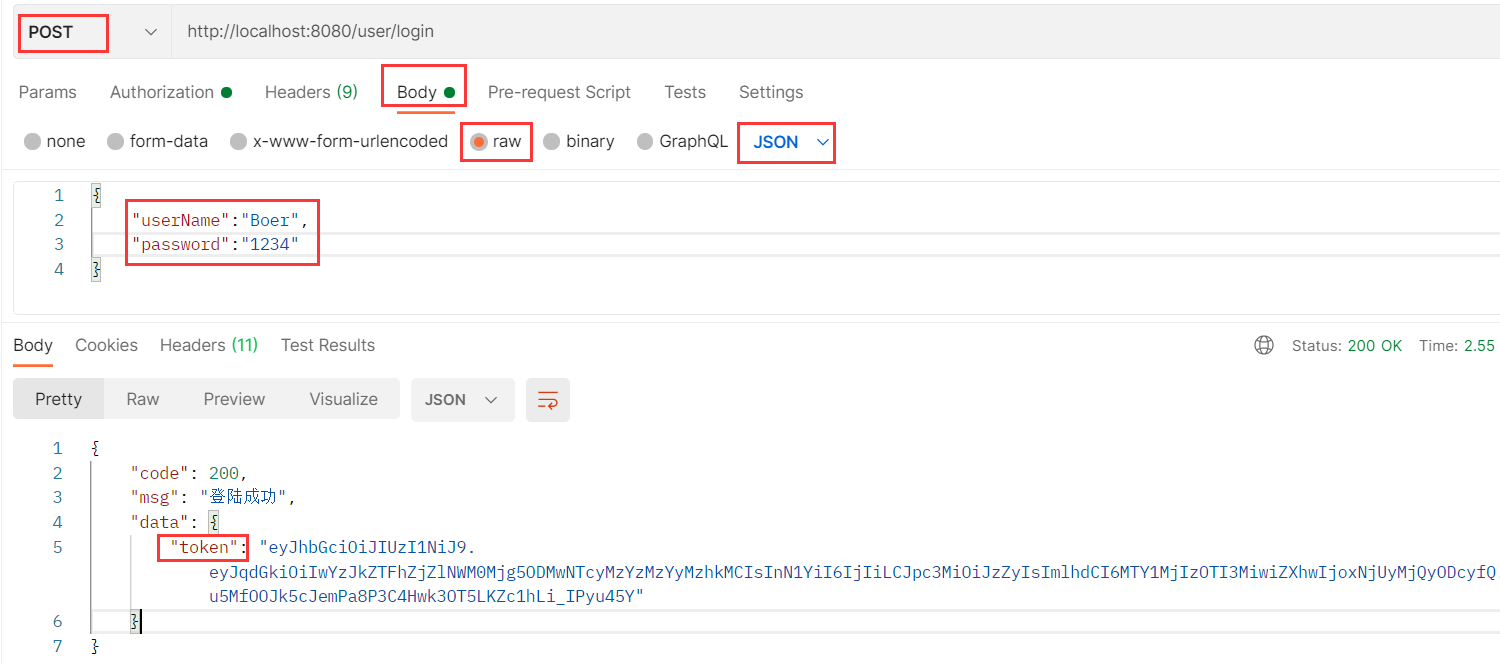 POST http://localhost:8080/user/login
Params Authorization Headers (9) Body Pre-request Script Tests Settings
none form-data x-www-form-urlencoded raw binary GraphQL JSON
1 {
2 "userName":"Boer",
3 "password":"1234"
4 }
Body Cookies Headers (11) Test Results Status: 200 OK Time: 2.55
Pretty Raw Preview Visualize JSON
1 {
2 "code": 200,
3 "msg": "登陆成功",
4 "data": {
5 "token": "eyJhbGciOiJIUzI1NiJ9.
eyJqdGkiOiIwYzJkZTFhZjZlNWM0Mjg5ODMwNTcyMzYzMzYyMzhkMCIsInN1YiI6IjIiLCJpc3MiOiJzZyIsImlhdCI6MTY1MjIzOTI3MiwiZXhwIjoxNjUyMjQyODcyfQ
u5MfOOJk5cJemPa8P3C4Hwk3OT5LKZc1hLi_IPyu45Y"
6 }
7 }